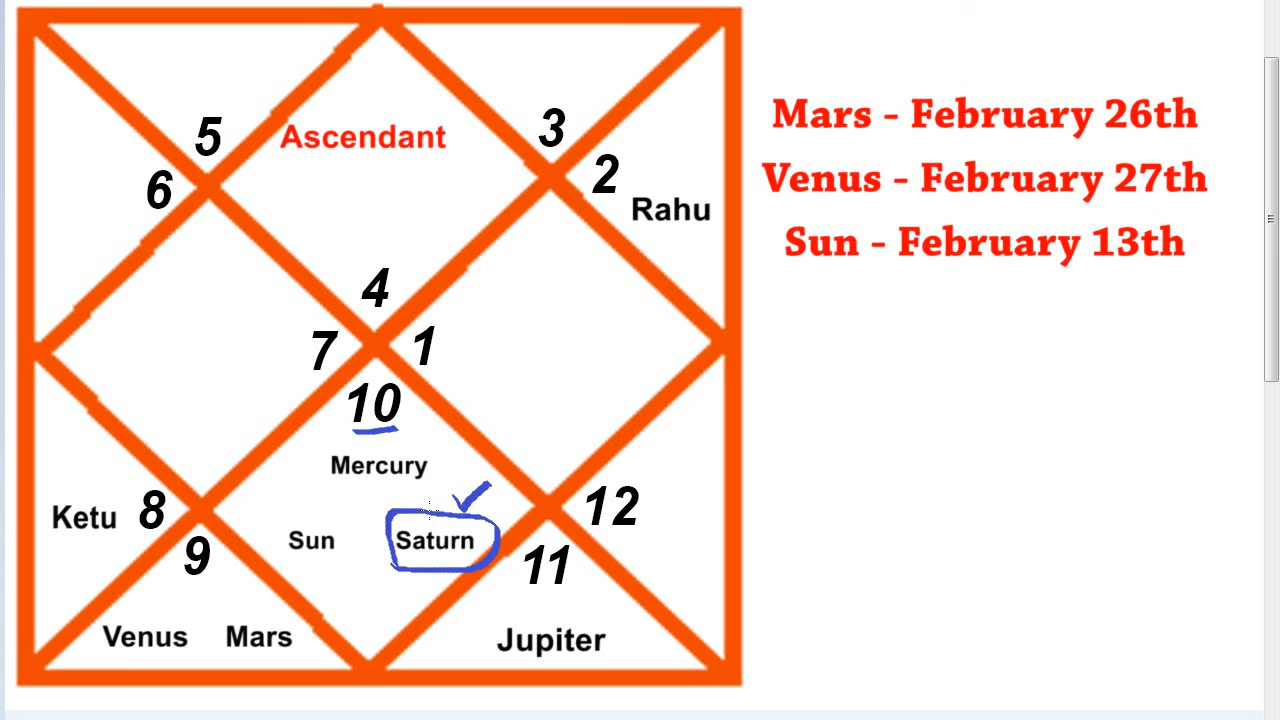 5
Ascendant
3
6
2
Rahu
4
7
1
10
Mercury
Ketu
8
12
Sun
Saturn
9
11
Venus
Mars
Jupiter
Mars - February 26th
Venus - February 27th
Sun - February 13th